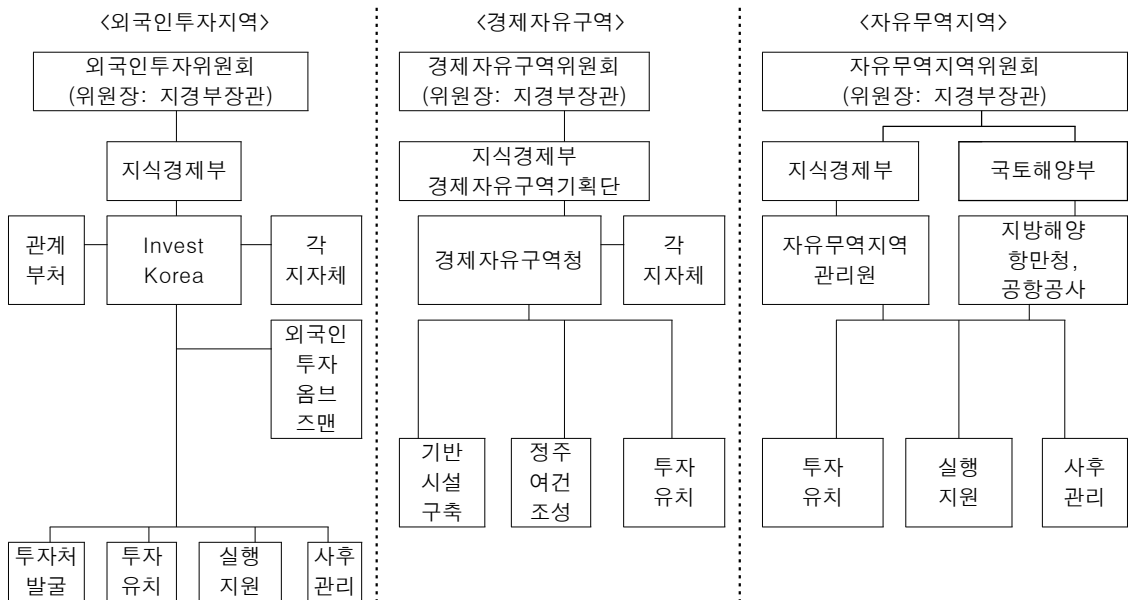 <외국인투자지역>
외국인투자위원회
(위원장: 지경부장관)
지식경제부
관계
부처
Invest
Korea
각
지자체
외국인
투자
옴브
즈맨
투자처
발굴
투자
유치
실행
지원
사후
관리
<경제자유구역>
경제자유구역위원회
(위원장: 지경부장관)
지식경제부
경제자유구역기획단
경제자유구역청
각
지자체
기반
시설
구축
정주
여건
조성
투자
유치
<자유무역지역>
자유무역지역위원회
(위원장: 지경부장관)
지식경제부
국토해양부
자유무역지역
관리원
지방해양
항만청,
공항공사
투자
유치
실행
지원
사후
관리